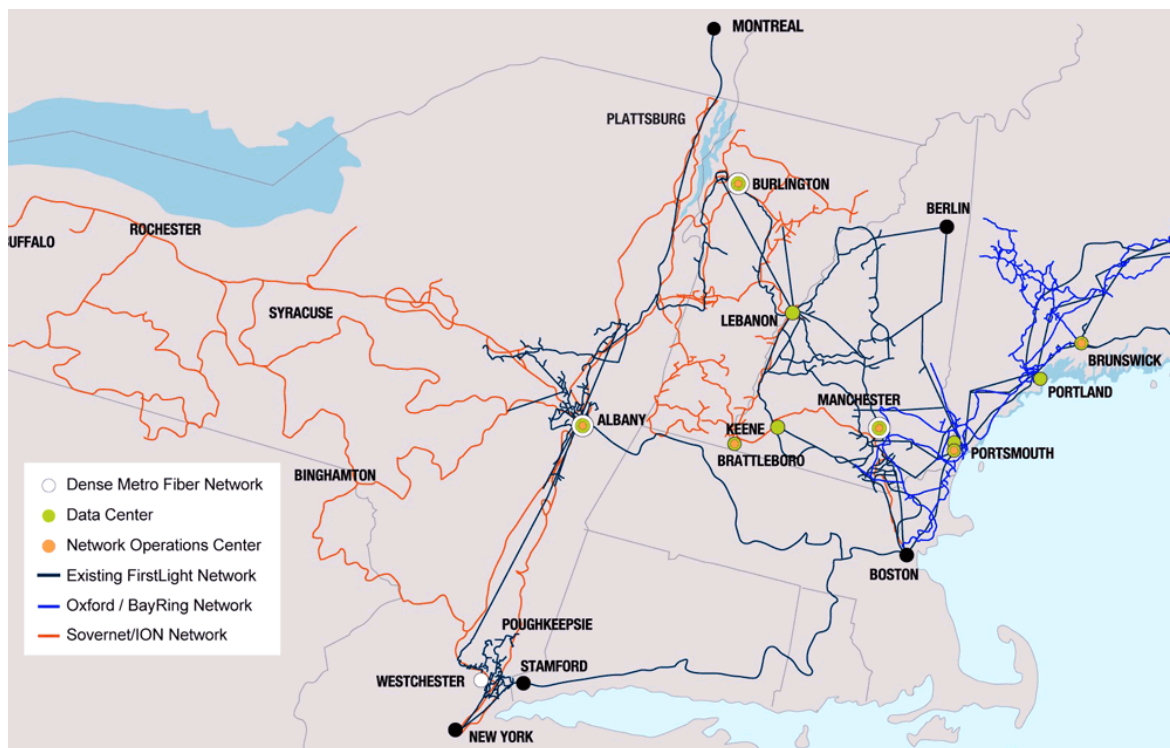 MONTREAL
PLATTSBURG
BURLINGTON
BERLIN
ROCHESTER
UFFALO
SYRACUSE
LEBANON
BRUNSWICK
PORTLAND
MANCHESTER
ALBANY
KEENE
BRATTLEBORO
PORTSMOUTH
BINGHAMTON
Dense Metro Fiber Network
Data Center
Network Operations Center
Existing FirstLight Network
Oxford / BayRing Network
Sovernet/ION Network
BOSTON
POUGHKEEPSIE
STAMFORD
WESTCHESTER
NEW YORK